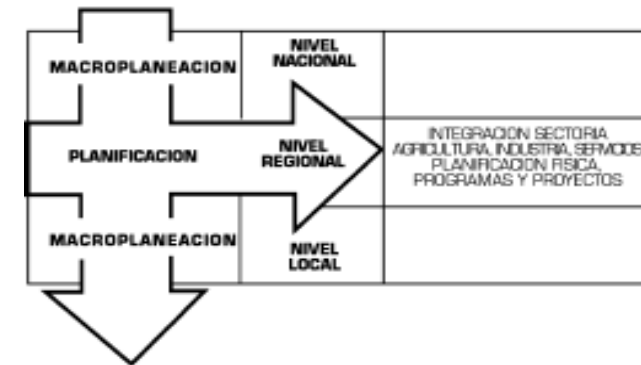 MACROPLANEACION
NIVEL
NACIONAL
PLANIFICACION
NIVEL
REGIONAL
INTEGRACION SECTORIA
AGRICULTURA, INDUSTRIA, SERVICIOS
PLANIFICACION FISICA,
PROGRAMAS Y PROYECTOS
MACROPLANEACION
NIVEL
LOCAL